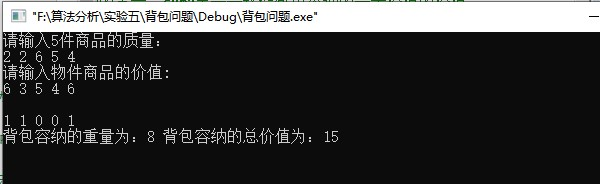 "F:\算法分析\实验五\背包问题\Debug\背包问题.exe"
请输入5件商品的质量:
2 2 6 5 4
请输入物件商品的价值:
6 3 5 4 6
1 1 0 0 1
背包容纳的重量为: 8 背包容纳的总价值为: 15